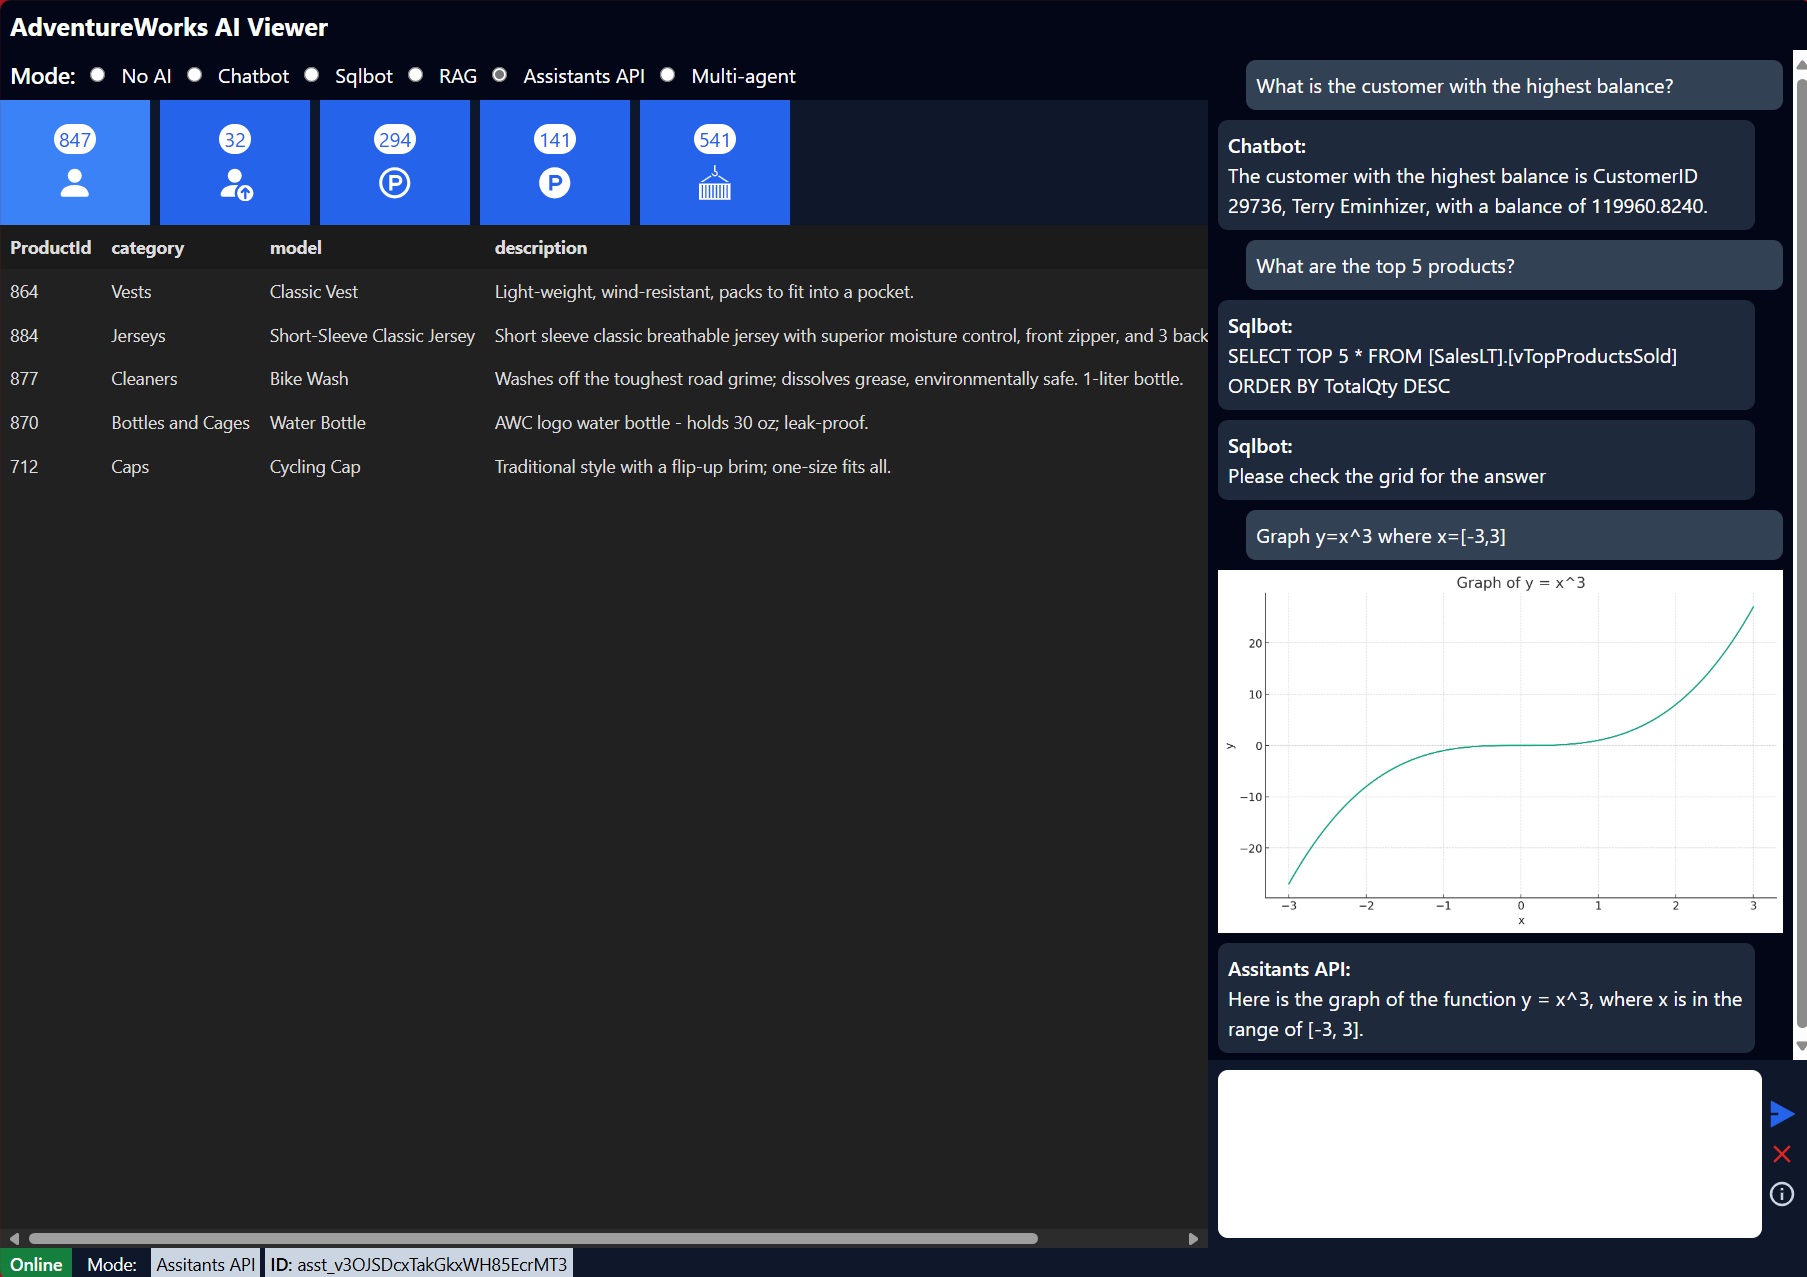 AdventureWorks AI Viewer
Mode: No AI Chatbot Sqlbot RAG Assistants API Multi-agent
847 32 294 141 541
P P
ProductId category model description
864 Vests Classic Vest Light-weight, wind-resistant, packs to fit into a pocket.
884 Jerseys Short-Sleeve Classic Jersey Short sleeve classic breathable jersey with superior moisture control, front zipper, and 3 back
877 Cleaners Bike Wash Washes off the toughest road grime; dissolves grease, environmentally safe. 1-liter bottle.
870 Bottles and Cages Water Bottle AWC logo water bottle - holds 30 oz; leak-proof.
712 Caps Cycling Cap Traditional style with a flip-up brim; one-size fits all.
What is the customer with the highest balance?
Chatbot:
The customer with the highest balance is CustomerID
29736, Terry Eminhizer, with a balance of 119960.8240.
What are the top 5 products?
Sqlbot:
SELECT TOP 5 * FROM [SalesLT].[vTopProductsSold]
ORDER BY TotalQty DESC
Sqlbot:
Please check the grid for the answer
Graph y=x^3 where x=[-3,3]
Graph of y = x^3
20
10
y 0
−10
−20
−3 −2 −1 0 1 2 3
x
Assitants API:
Here is the graph of the function y = x^3, where x is in the
range of [-3, 3].
Online Mode: Assitants API ID: asst_v3OJSDcxTakGkxWH85EcrMT3